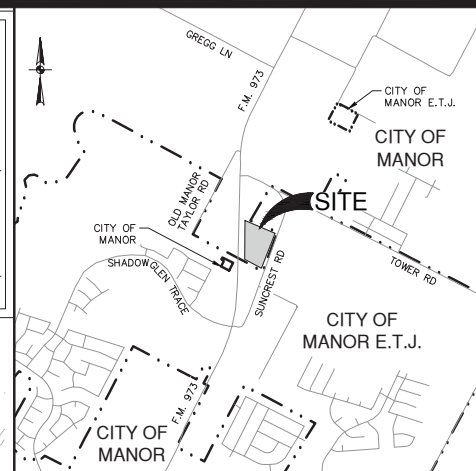 GREGG LN
F.M. 973
CITY OF
MANOR E.T.J.
CITY OF
MANOR
OLD MANOR
TAYLOR RD
SITE
CITY OF
MANOR
SHADOWGLEN TRACE
SUNCREST RD
TOWER RD
CITY OF
MANOR E.T.J.
F.M. 973
CITY OF
MANOR